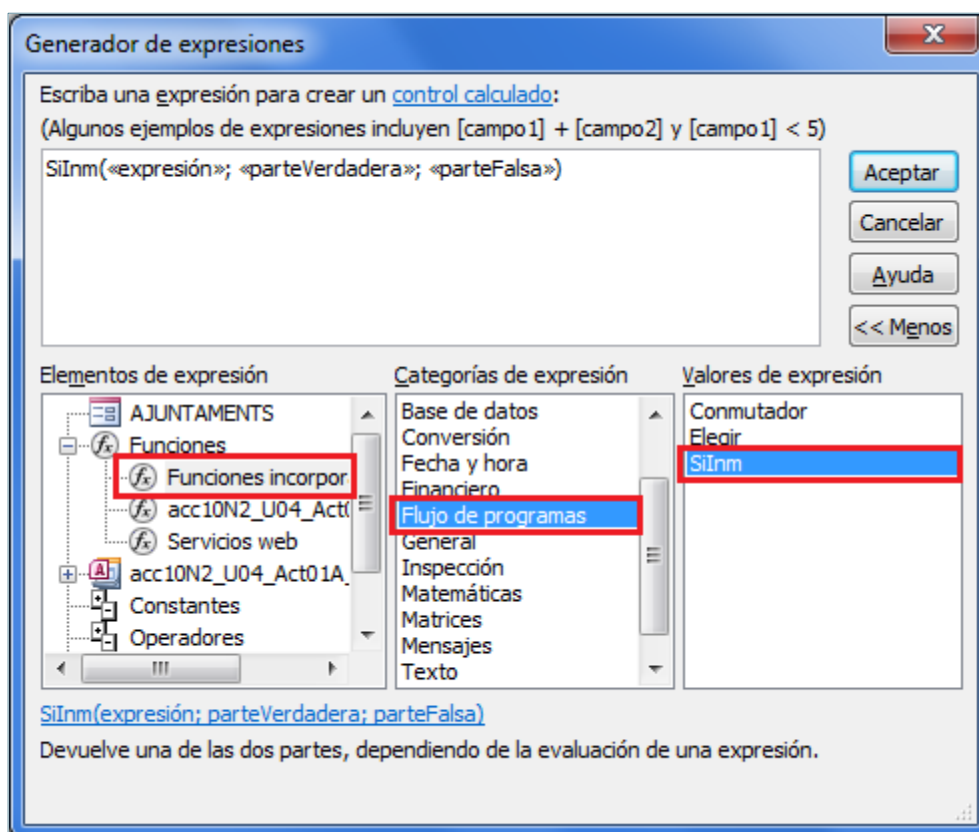 Generador de expresiones
Escriba una expresión para crear un control calculado:
(Algunos ejemplos de expresiones incluyen [campo1] + [campo2] y [campo1] < 5)
SiInm(«expresión»; «parteVerdadera»; «parteFalsa»)
Aceptar
Cancelar
Ayuda
<< Menos
Elementos de expresión
AJUNTAMENTS
Funciones
Funciones incorpor
acc10N2_U04_Act(
Servicios web
acc10N2_U04_Act01A_
Constantes
Operadores
Categorías de expresión
Base de datos
Conversión
Fecha y hora
Financiero
Flujo de programas
General
Inspección
Matemáticas
Matrices
Mensajes
Texto
Valores de expresión
Conmutador
Elegir
SiInm
SiInm(expresión; parteVerdadera; parteFalsa)
Devuelve una de las dos partes, dependiendo de la evaluación de una expresión.